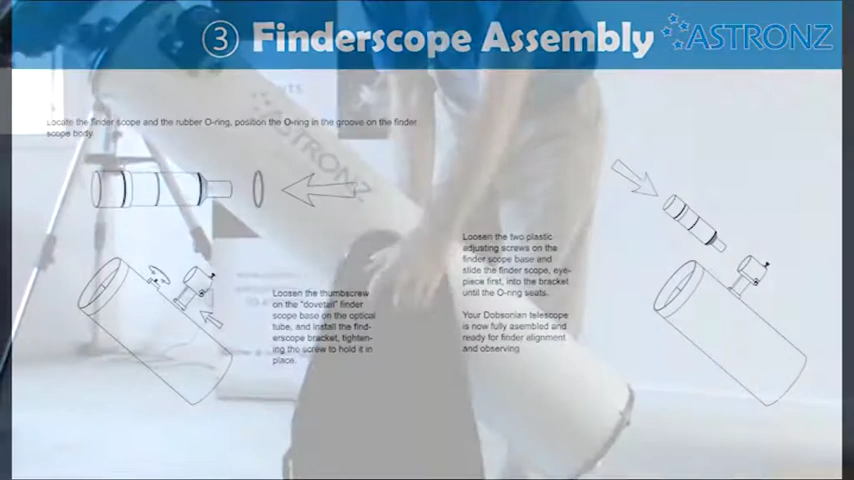 ③ Finderscope Assembly
ASTRONZ
Locate the finder scope and the rubber O-ring, position the O-ring in the groove on the finder
scope body.
ASTRONZ
Loosen the thumbscrew
on the "dovetail" finder
scope base on the optical
tube, and install the find-
erscope bracket, tighten-
ing the screw to hold it in
place.
Loosen the two plastic
adjusting screws on the
finder scope base and
slide the finder scope, eye-
piece first, into the bracket
until the O-ring seats.
Your Dobsonian telescope
is now fully asembled and
ready for finder alignment
and observing